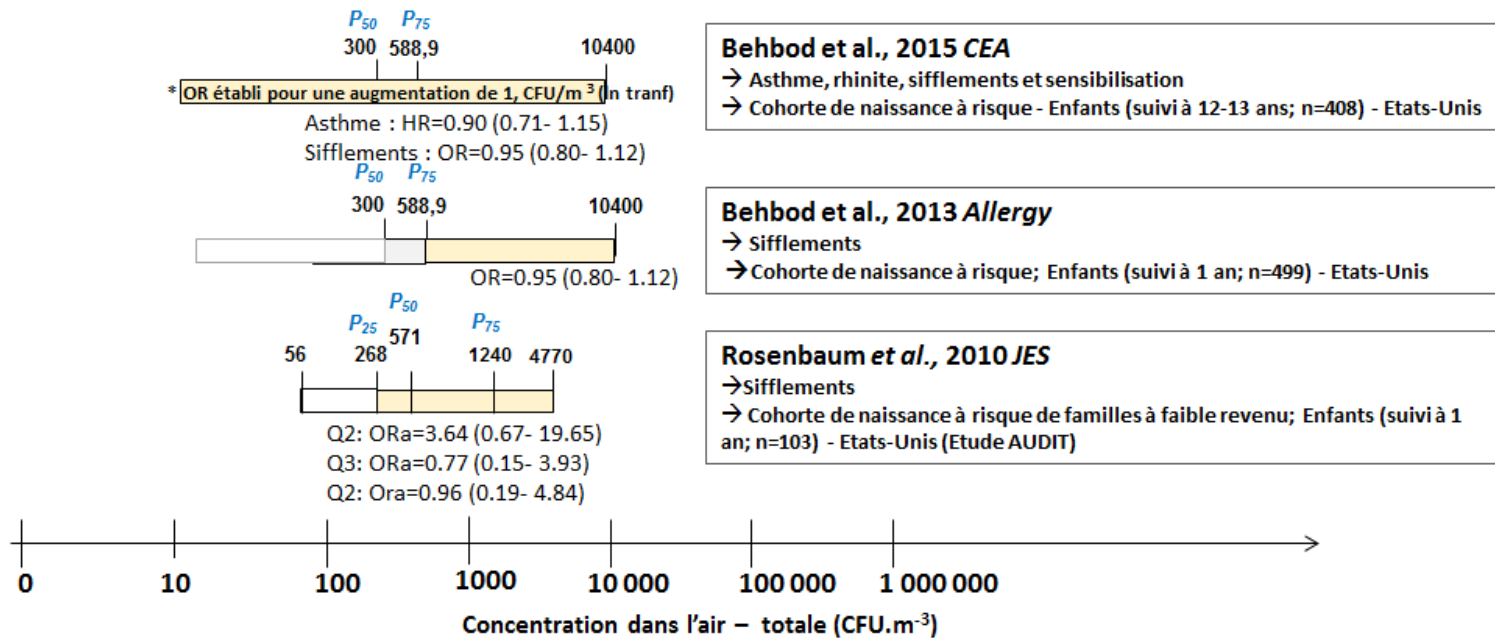 P50 P75
300 588,9 10400
* OR établi pour une augmentation de 1, CFU/m 3 (ln tranf)
Asthme : HR=0.90 (0.71- 1.15)
Sifflements : OR=0.95 (0.80- 1.12)
Behbod et al., 2015 CEA
→ Asthme, rhinite, sifflements et sensibilisation
→ Cohorte de naissance à risque - Enfants (suivi à 12-13 ans; n=408) - Etats-Unis
P50 P75
300 588,9 10400
OR=0.95 (0.80- 1.12)
Behbod et al., 2013 Allergy
→ Sifflements
→ Cohorte de naissance à risque; Enfants (suivi à 1 an; n=499) - Etats-Unis
P50
P25 571 P75
56 268 1240 4770
Q2: ORa=3.64 (0.67- 19.65)
Q3: ORa=0.77 (0.15- 3.93)
Q2: Ora=0.96 (0.19- 4.84)
Rosenbaum et al., 2010 JES
→Sifflements
→ Cohorte de naissance à risque de familles à faible revenu; Enfants (suivi à 1
an; n=103) - Etats-Unis (Etude AUDIT)
0 10 100 1000 10 000 100 000 1 000 000
Concentration dans l'air – totale (CFU.m-3)